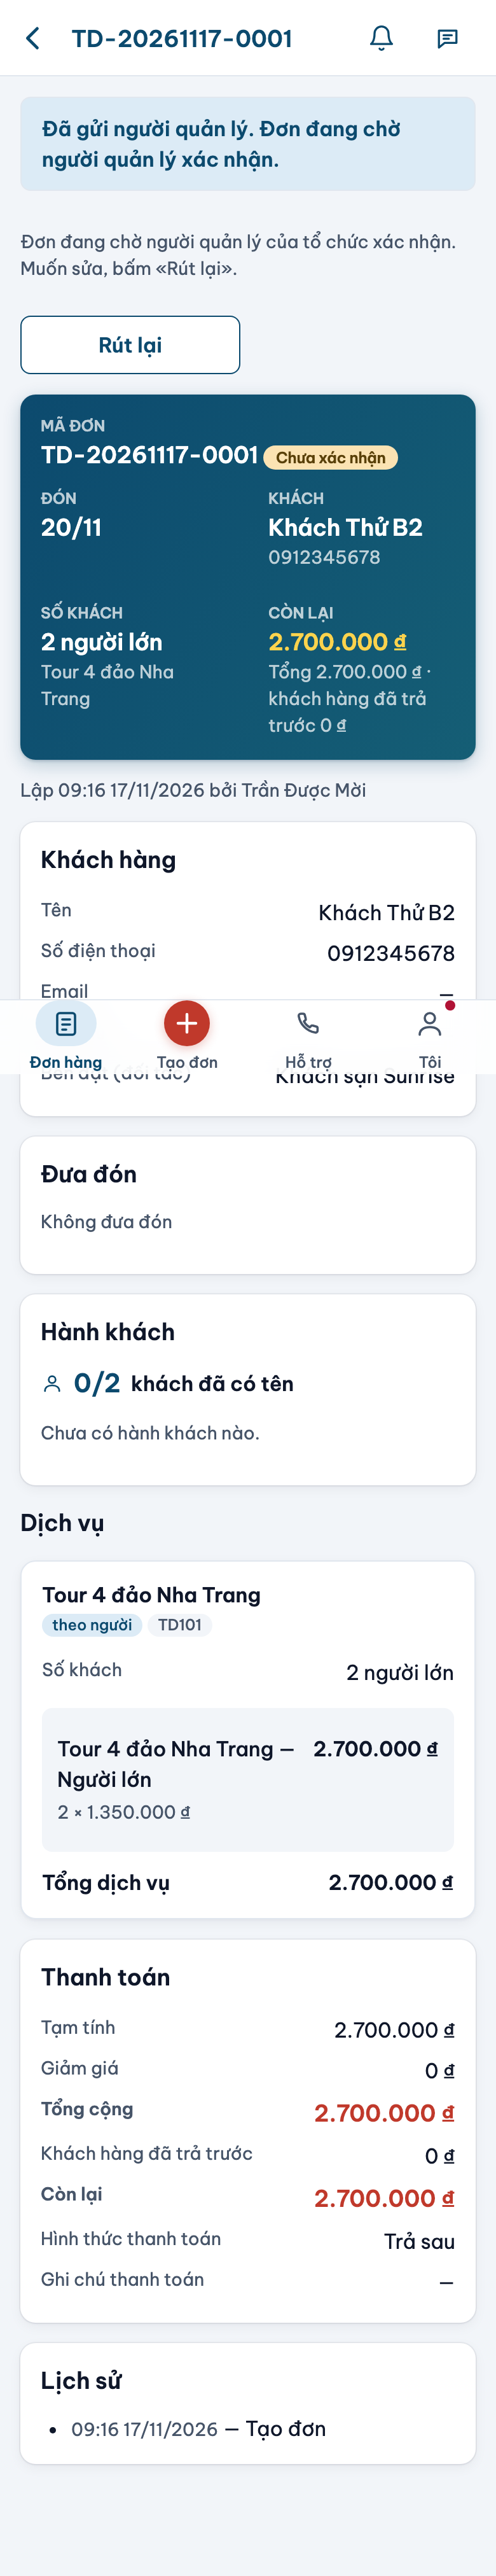 TD-20261117-0001
Đã gửi người quản lý. Đơn đang chờ
người quản lý xác nhận.
Đơn đang chờ người quản lý của tổ chức xác nhận.
Muốn sửa, bấm «Rút lại».
Rút lại
MÃ ĐƠN
TD-20261117-0001 Chưa xác nhận
ĐÓN
20/11
KHÁCH
Khách Thử B2
0912345678
SỐ KHÁCH
2 người lớn
Tour 4 đảo Nha
Trang
CÒN LẠI
2.700.000 ₫
Tổng 2.700.000 ₫ ·
khách hàng đã trả
trước 0 ₫
Lập 09:16 17/11/2026 bởi Trần Được Mời
Khách hàng
Tên Khách Thử B2
Số điện thoại 0912345678
Email –
Đơn hàng Tạo đơn Hỗ trợ Tôi
Bên đặt (đối tác) Khách sạn Sunrise
Đưa đón
Không đưa đón
Hành khách
0/2 khách đã có tên
Chưa có hành khách nào.
Dịch vụ
Tour 4 đảo Nha Trang
theo người TD101
Số khách 2 người lớn
Tour 4 đảo Nha Trang — 2.700.000 ₫
Người lớn
2 × 1.350.000 ₫
Tổng dịch vụ 2.700.000 ₫
Thanh toán
Tạm tính 2.700.000 ₫
Giảm giá 0 ₫
Tổng cộng 2.700.000 ₫
Khách hàng đã trả trước 0 ₫
Còn lại 2.700.000 ₫
Hình thức thanh toán Trả sau
Ghi chú thanh toán –
Lịch sử
• 09:16 17/11/2026 — Tạo đơn